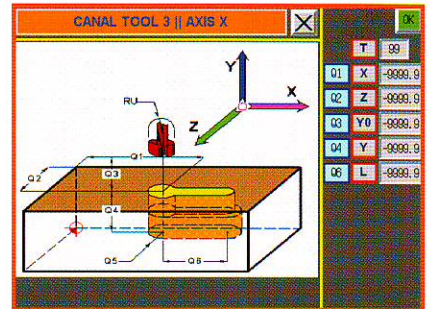 CANAL TOOL 3 || AXIS X
OK
T 99
Q1 X -9999.9
Q2 Z -9999.9
Q3 Y0 -9999.9
Q4 Y -9999.9
Q6 L -9999.9
Y
X
Z
RU
Q1
Q2
Q3
Q4
Q5
Q6